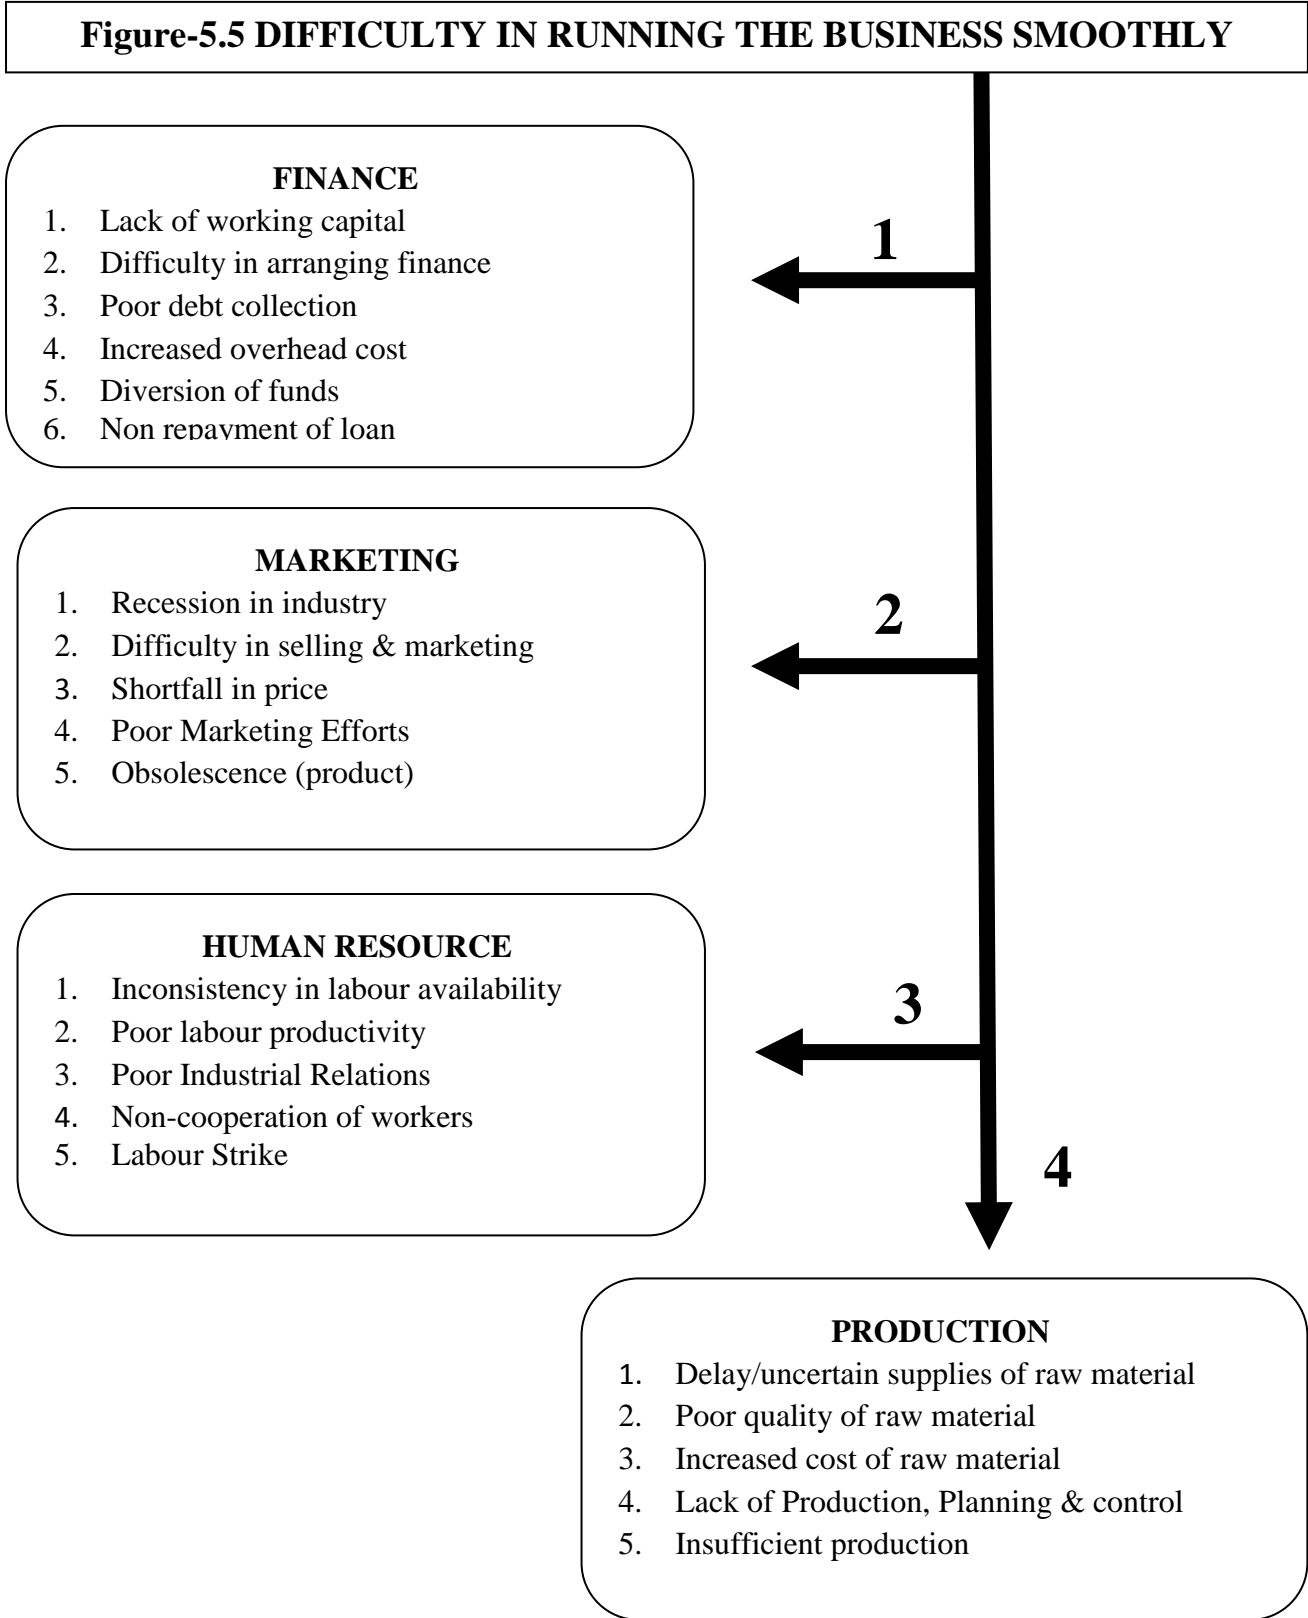 Figure-5.5 DIFFICULTY IN RUNNING THE BUSINESS SMOOTHLY
FINANCE
1. Lack of working capital
2. Difficulty in arranging finance
3. Poor debt collection
4. Increased overhead cost
5. Diversion of funds
6. Non repayment of loan
1
MARKETING
1. Recession in industry
2. Difficulty in selling & marketing
3. Shortfall in price
4. Poor Marketing Efforts
5. Obsolescence (product)
2
HUMAN RESOURCE
1. Inconsistency in labour availability
2. Poor labour productivity
3. Poor Industrial Relations
4. Non-cooperation of workers
5. Labour Strike
3
4
PRODUCTION
1. Delay/uncertain supplies of raw material
2. Poor quality of raw material
3. Increased cost of raw material
4. Lack of Production, Planning & control
5. Insufficient production